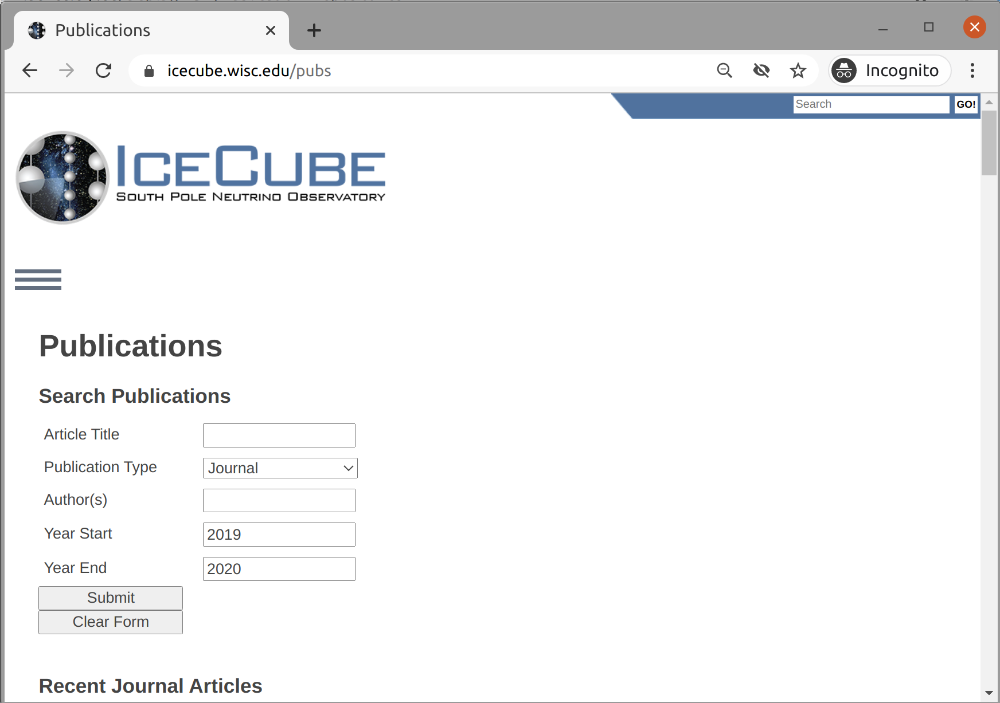 Publications
icecube.wisc.edu/pubs
Incognito
Search
GO!
ICECUBE
SOUTH POLE NEUTRINO OBSERVATORY
Publications
Search Publications
Article Title
Publication Type
Journal
Author(s)
Year Start
2019
Year End
2020
Submit
Clear Form
Recent Journal Articles